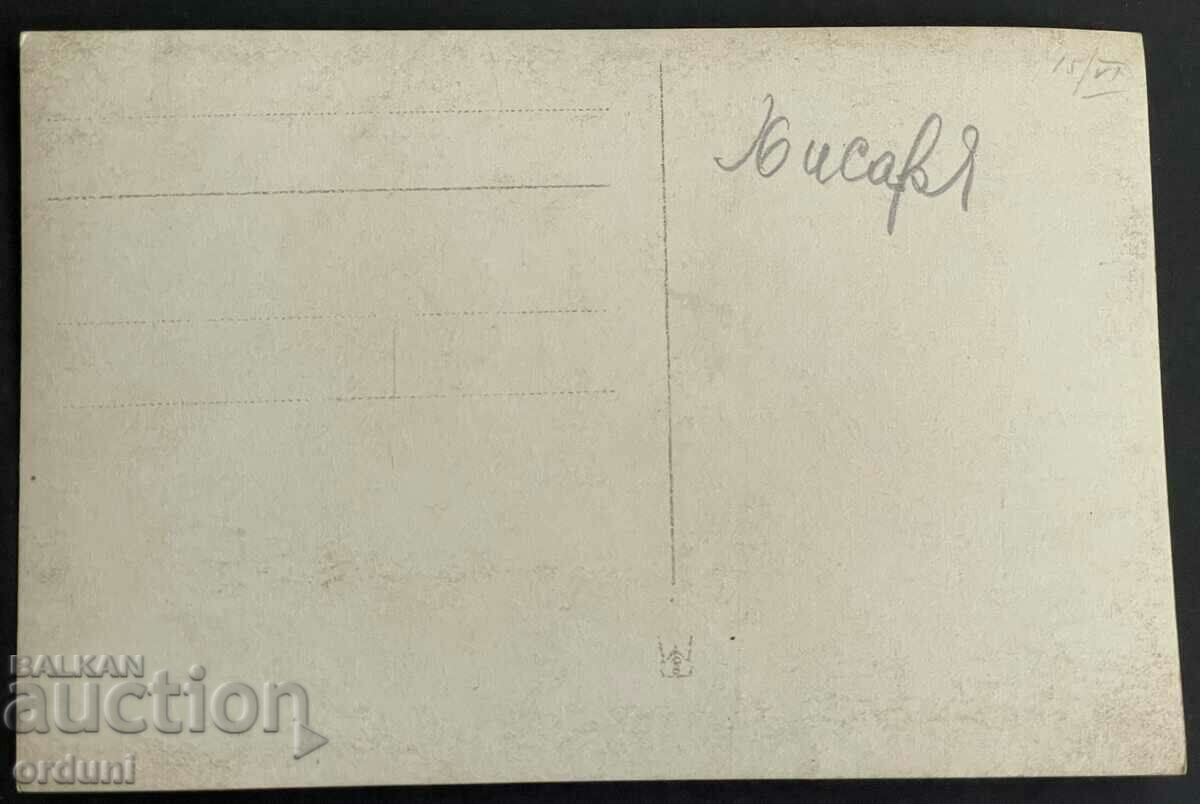 15/VI
Хисаря
BALKAN
auction
orduni